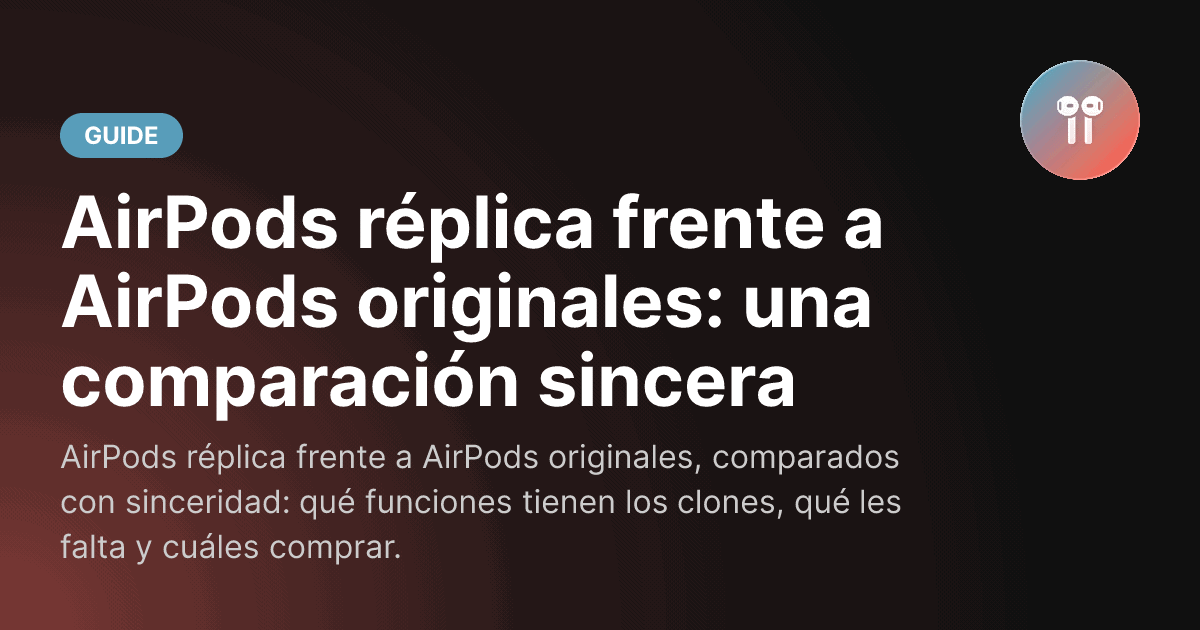 GUIDE
AirPods réplica frente a
AirPods originales: una
comparación sincera
AirPods réplica frente a AirPods originales, comparados
con sinceridad: qué funciones tienen los clones, qué les
falta y cuáles comprar.